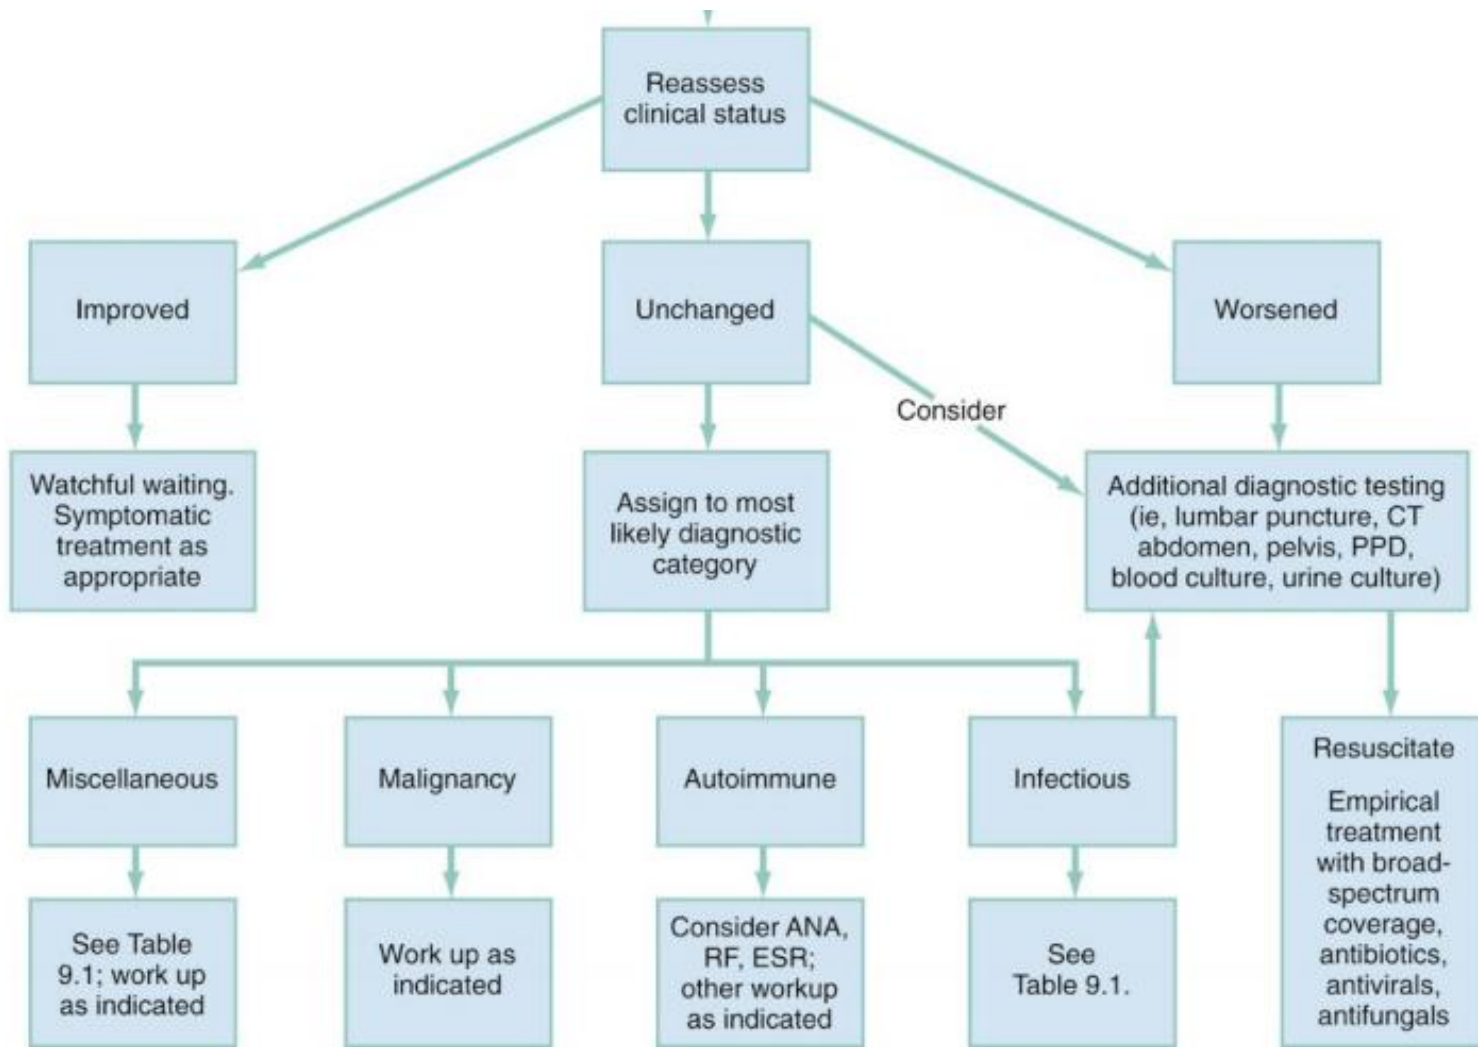 Reassess
clinical status
Improved
Unchanged
Worsened
Consider
Watchful waiting.
Symptomatic
treatment as
appropriate
Assign to most
likely diagnostic
category
Additional diagnostic testing
(ie, lumbar puncture, CT
abdomen, pelvis, PPD,
blood culture, urine culture)
Miscellaneous
Malignancy
Autoimmune
Infectious
Resuscitate
Empirical
treatment
with broad-
spectrum
coverage,
antibiotics,
antivirals,
antifungals
See Table
9.1; work up
as indicated
Work up as
indicated
Consider ANA,
RF, ESR;
other workup
as indicated
See
Table 9.1.